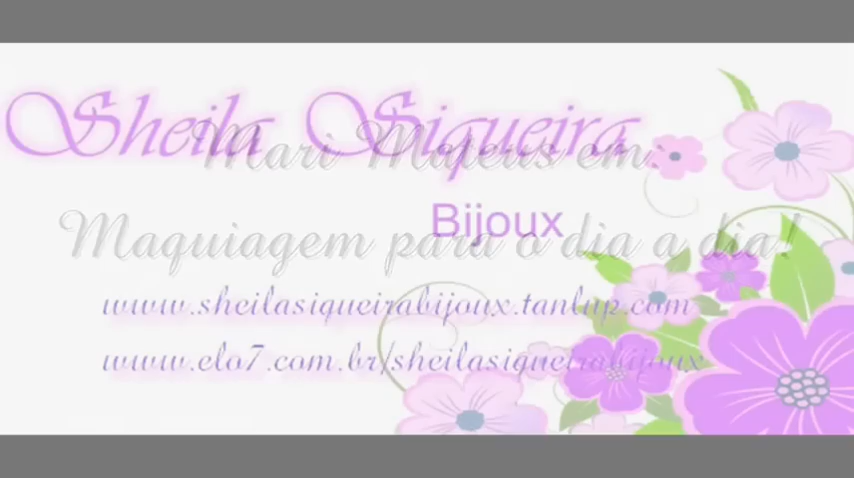 Sheila Siqueira
Mari Mateus em:
Bijoux
Maquiagem para o dia a dia!
www.sheilasiqueirabijoux.tanlup.com
www.elo7.com.br/sheilasiqueirabijoux